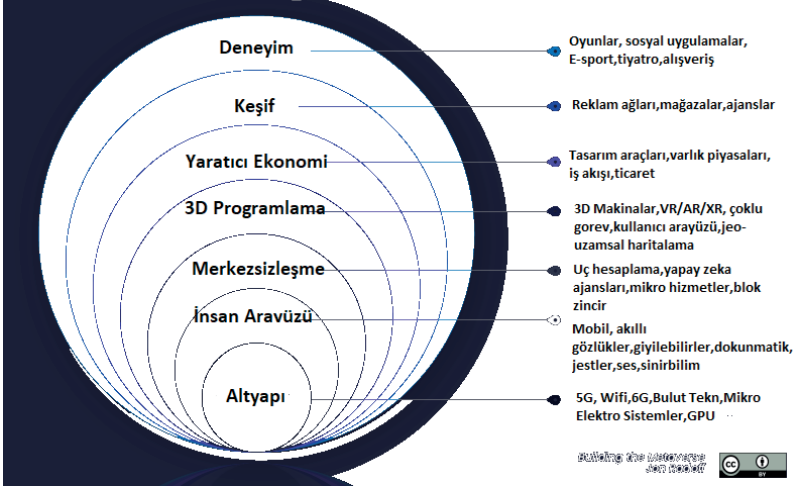 Deneyim
Oyunlar, sosyal uygulamalar,
E-sport,tiyatro,alışveriş
Keşif
Reklam ağları,mağazalar,ajanslar
Yaratıcı Ekonomi
Tasarım araçları,varlık piyasaları,
iş akışı,ticaret
3D Programlama
3D Makinalar,VR/AR/XR, çoklu
gorev,kullanıcı arayüzü,jeo-
uzamsal haritalama
Merkezsizleşme
Uç hesaplama,yapay zeka
ajansları,mikro hizmetler,blok
zincir
İnsan Aravüzü
Mobil, akıllı
gözlükler,giyilebilirler,dokunmatik,
jestler,ses,sinirbilim
Altyapı
5G, Wifi,6G,Bulut Tekn,Mikro
Elektro Sistemler,GPU
Building the Metaverse
Jon Radoff
cc
BY